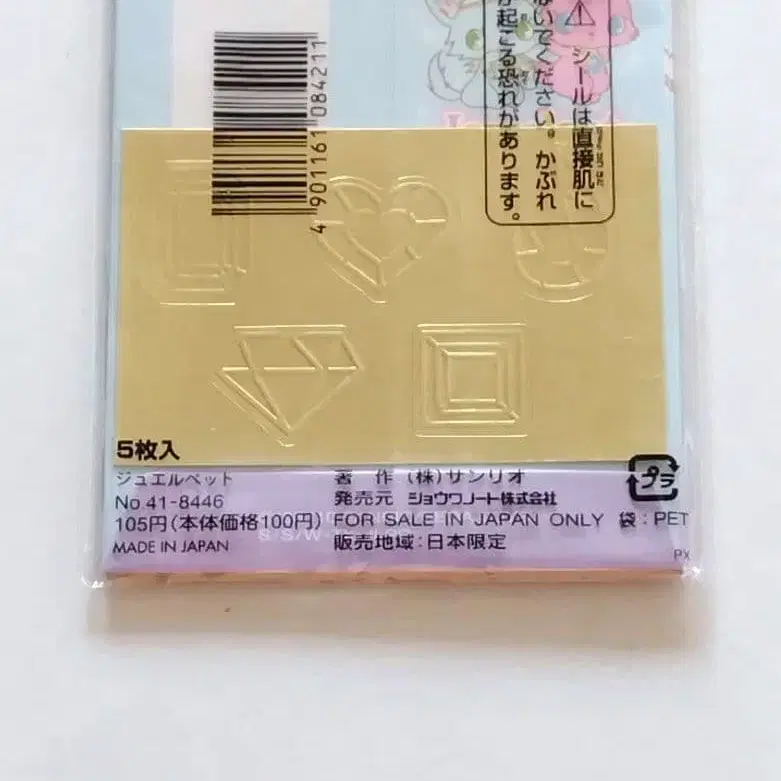 ⚠ シールは直接肌に
ないでください。かぶれ
が起こる恐れがあります。
4 901161 084211
5枚入
ジュエルペット
著 作 (株)サンリオ
プラ
No 41-8446
発売元 ショウワノート株式会社
105円(本体価格100円) FOR SALE IN JAPAN ONLY 袋:PET
MADE IN JAPAN
販売地域:日本限定